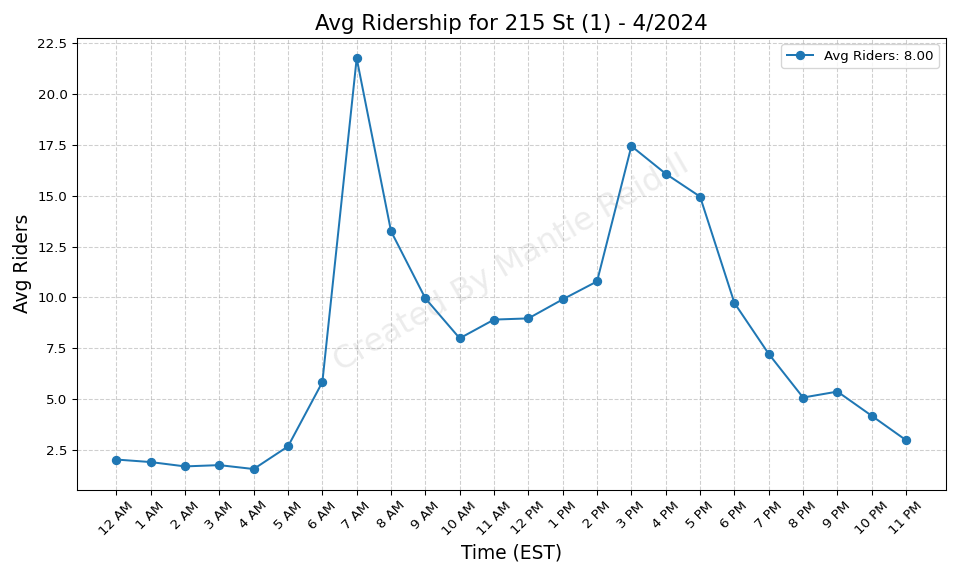 Avg Ridership for 215 St (1) - 4/2024
22.5
Avg Riders: 8.00
20.0
17.5
15.0
12.5
10.0
7.5
5.0
2.5
Avg Riders
Created By Mantle Reidell
12 AM
1 AM
2 AM
3 AM
4 AM
5 AM
6 AM
7 AM
8 AM
9 AM
10 AM
11 AM
12 PM
1 PM
2 PM
3 PM
4 PM
5 PM
6 PM
7 PM
8 PM
9 PM
10 PM
11 PM
Time (EST)